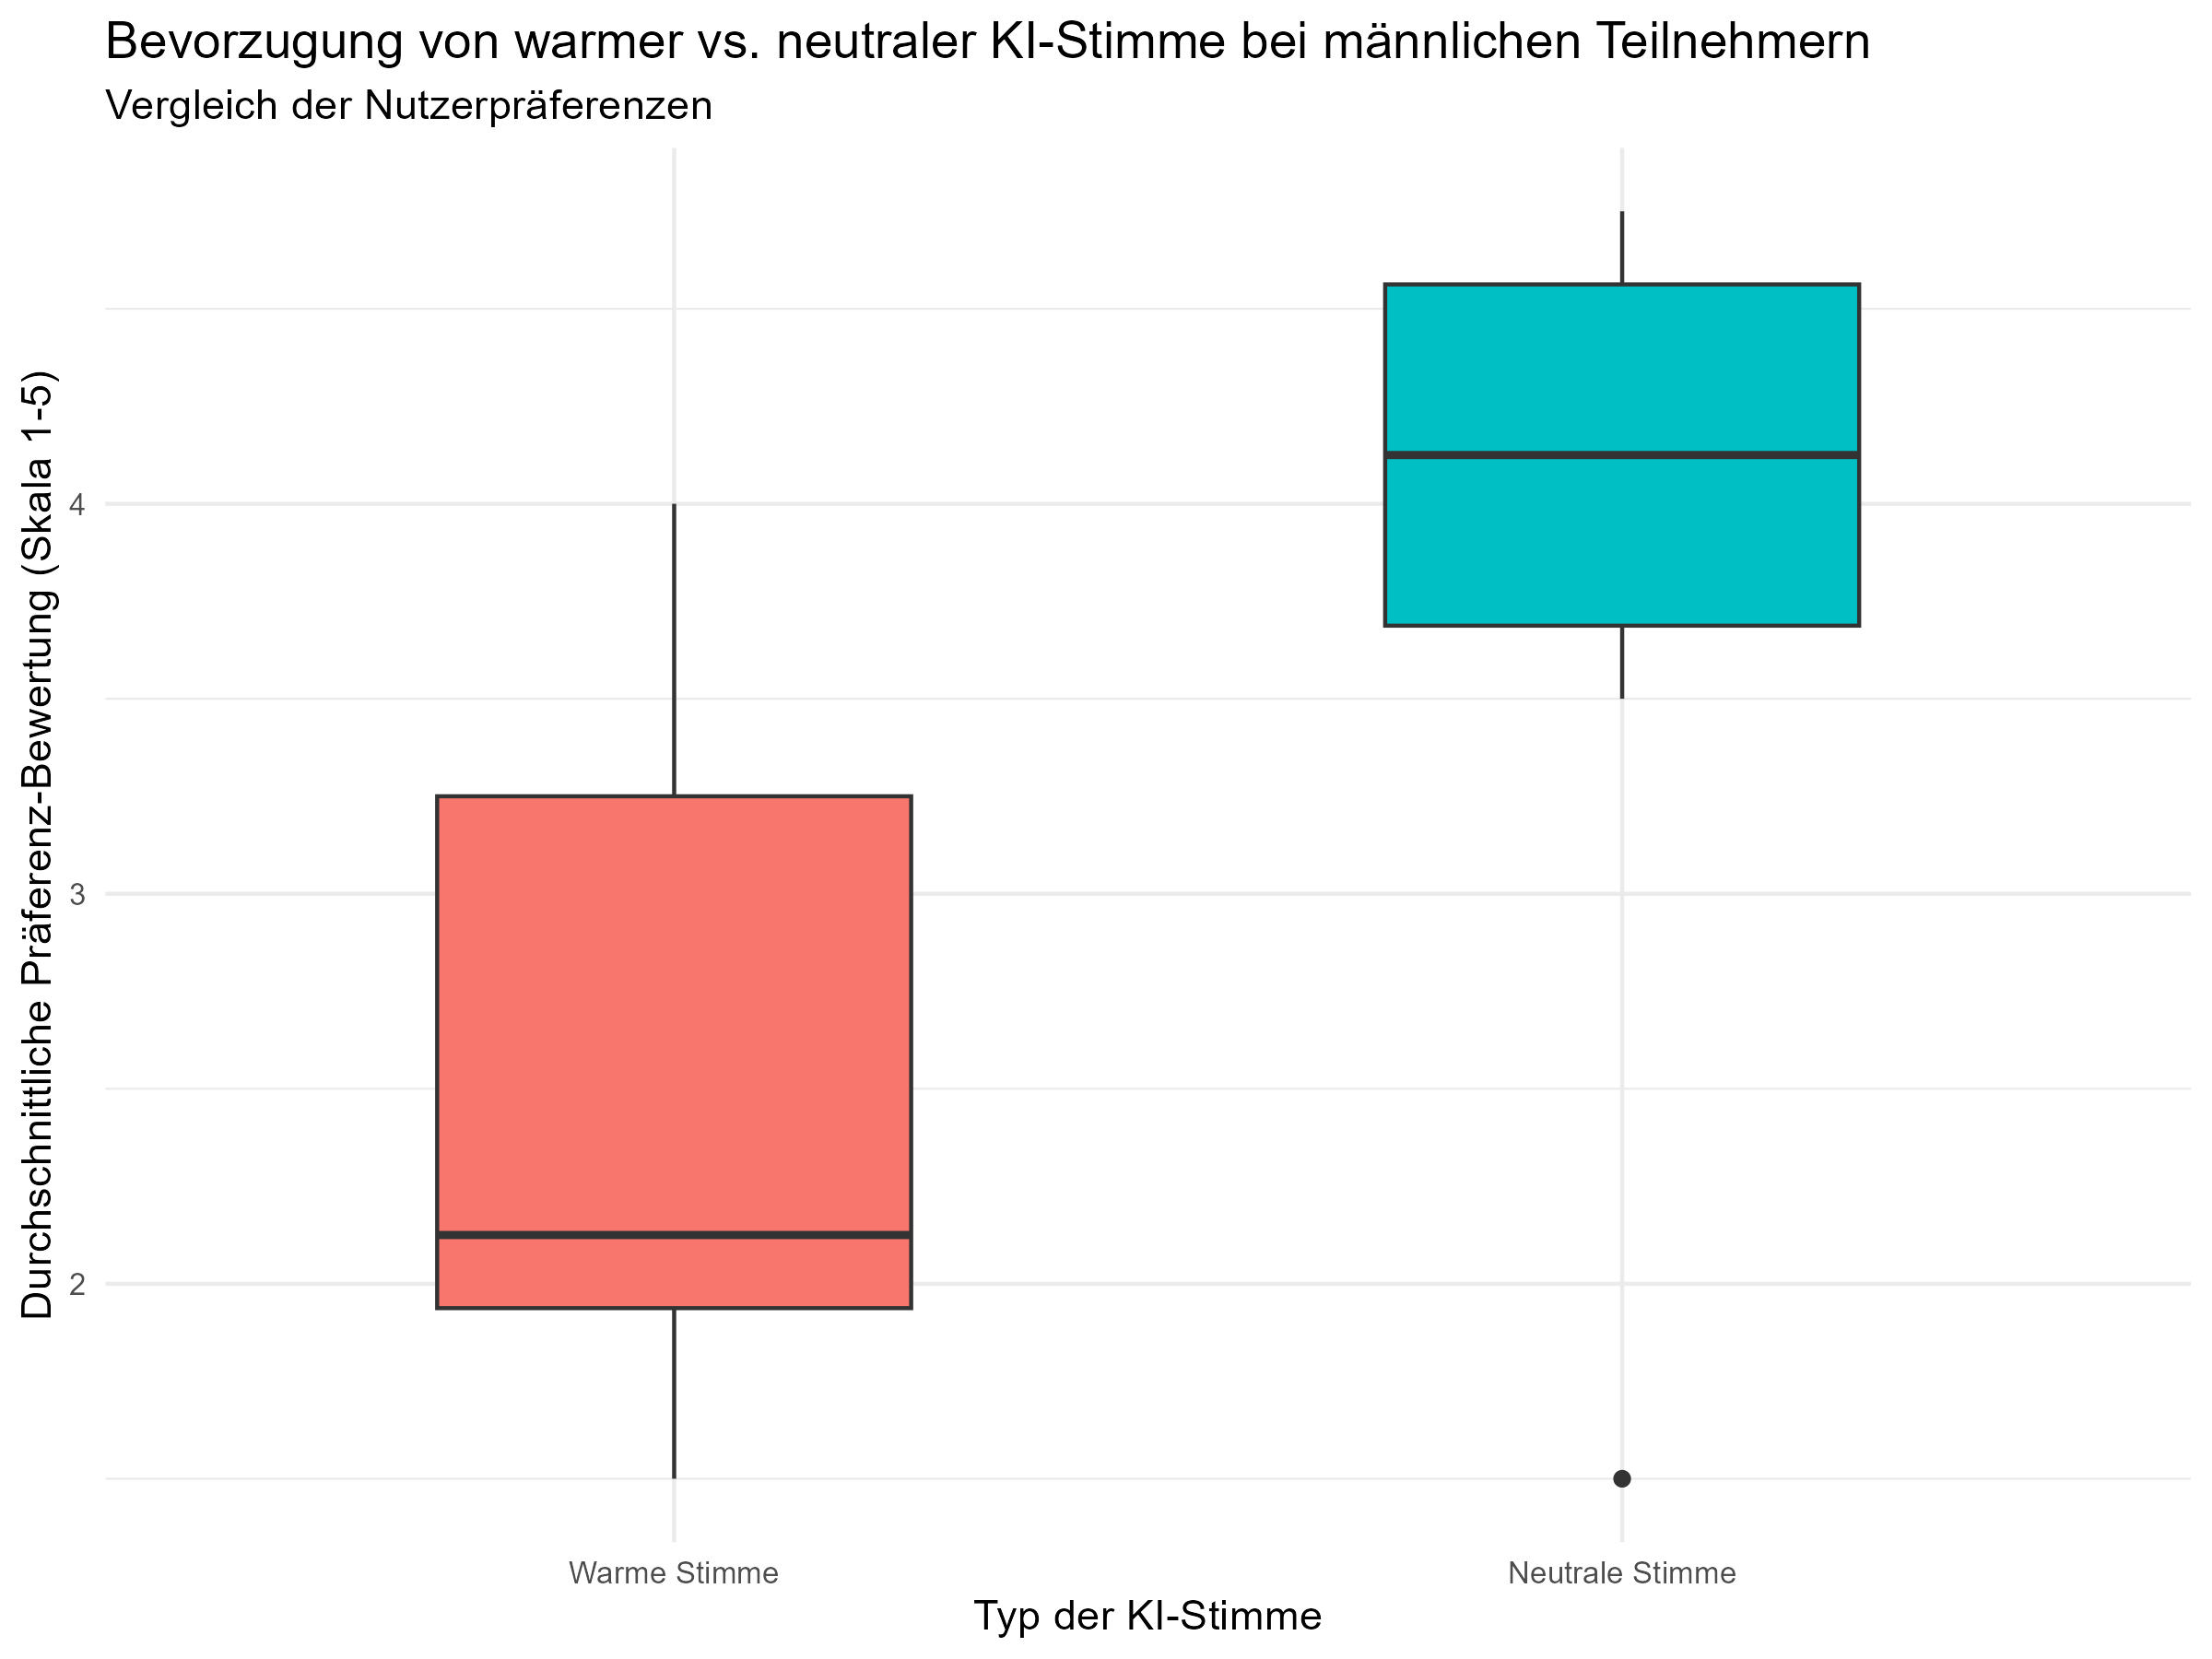 Bevorzugung von warmer vs. neutraler KI-Stimme bei männlichen Teilnehmern
Vergleich der Nutzerpräferenzen
Durchschnittliche Präferenz-Bewertung (Skala 1-5)
4
3
2
Warme Stimme
Neutrale Stimme
Typ der KI-Stimme